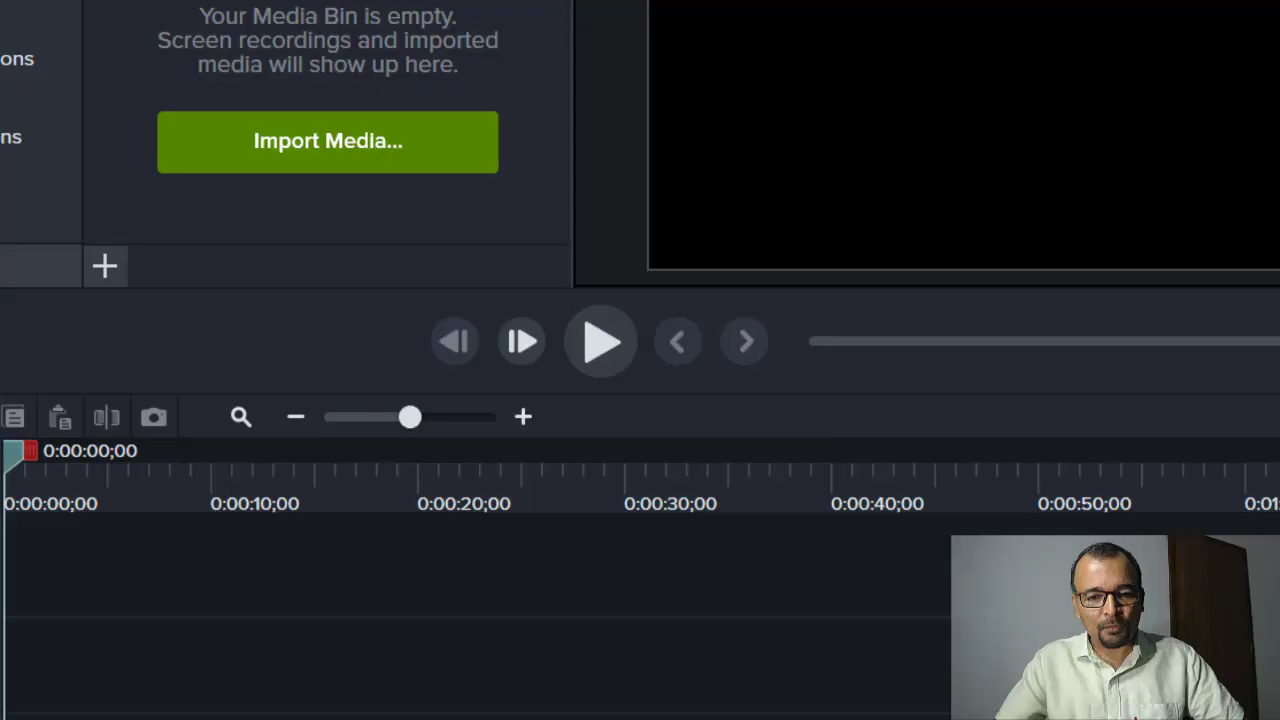 Your Media Bin is empty.
Screen recordings and imported
media will show up here.
ons
Import Media...
ns
0:00:00;00
0:00:00;00 0:00:10;00 0:00:20;00 0:00:30;00 0:00:40;00 0:00:50;00 0:01: